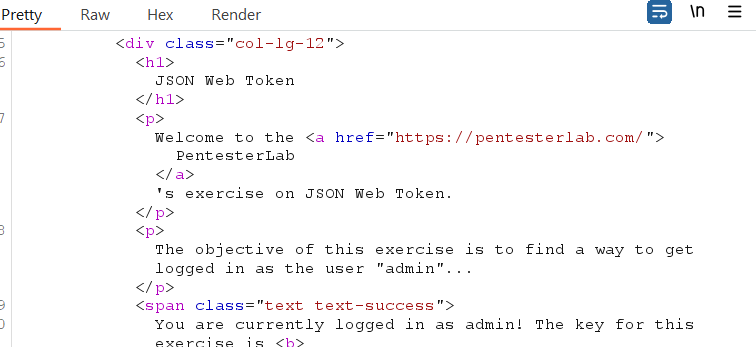 Pretty Raw Hex Render \n
5 <div class="col-lg-12">
6 <h1>
JSON Web Token
</h1>
7 <p>
Welcome to the <a href="https://pentesterlab.com/">
PentesterLab
</a>
's exercise on JSON Web Token.
</p>
8 <p>
The objective of this exercise is to find a way to get
logged in as the user "admin"...
</p>
9 <span class="text text-success">
0 You are currently logged in as admin! The key for this
exercise is <b>